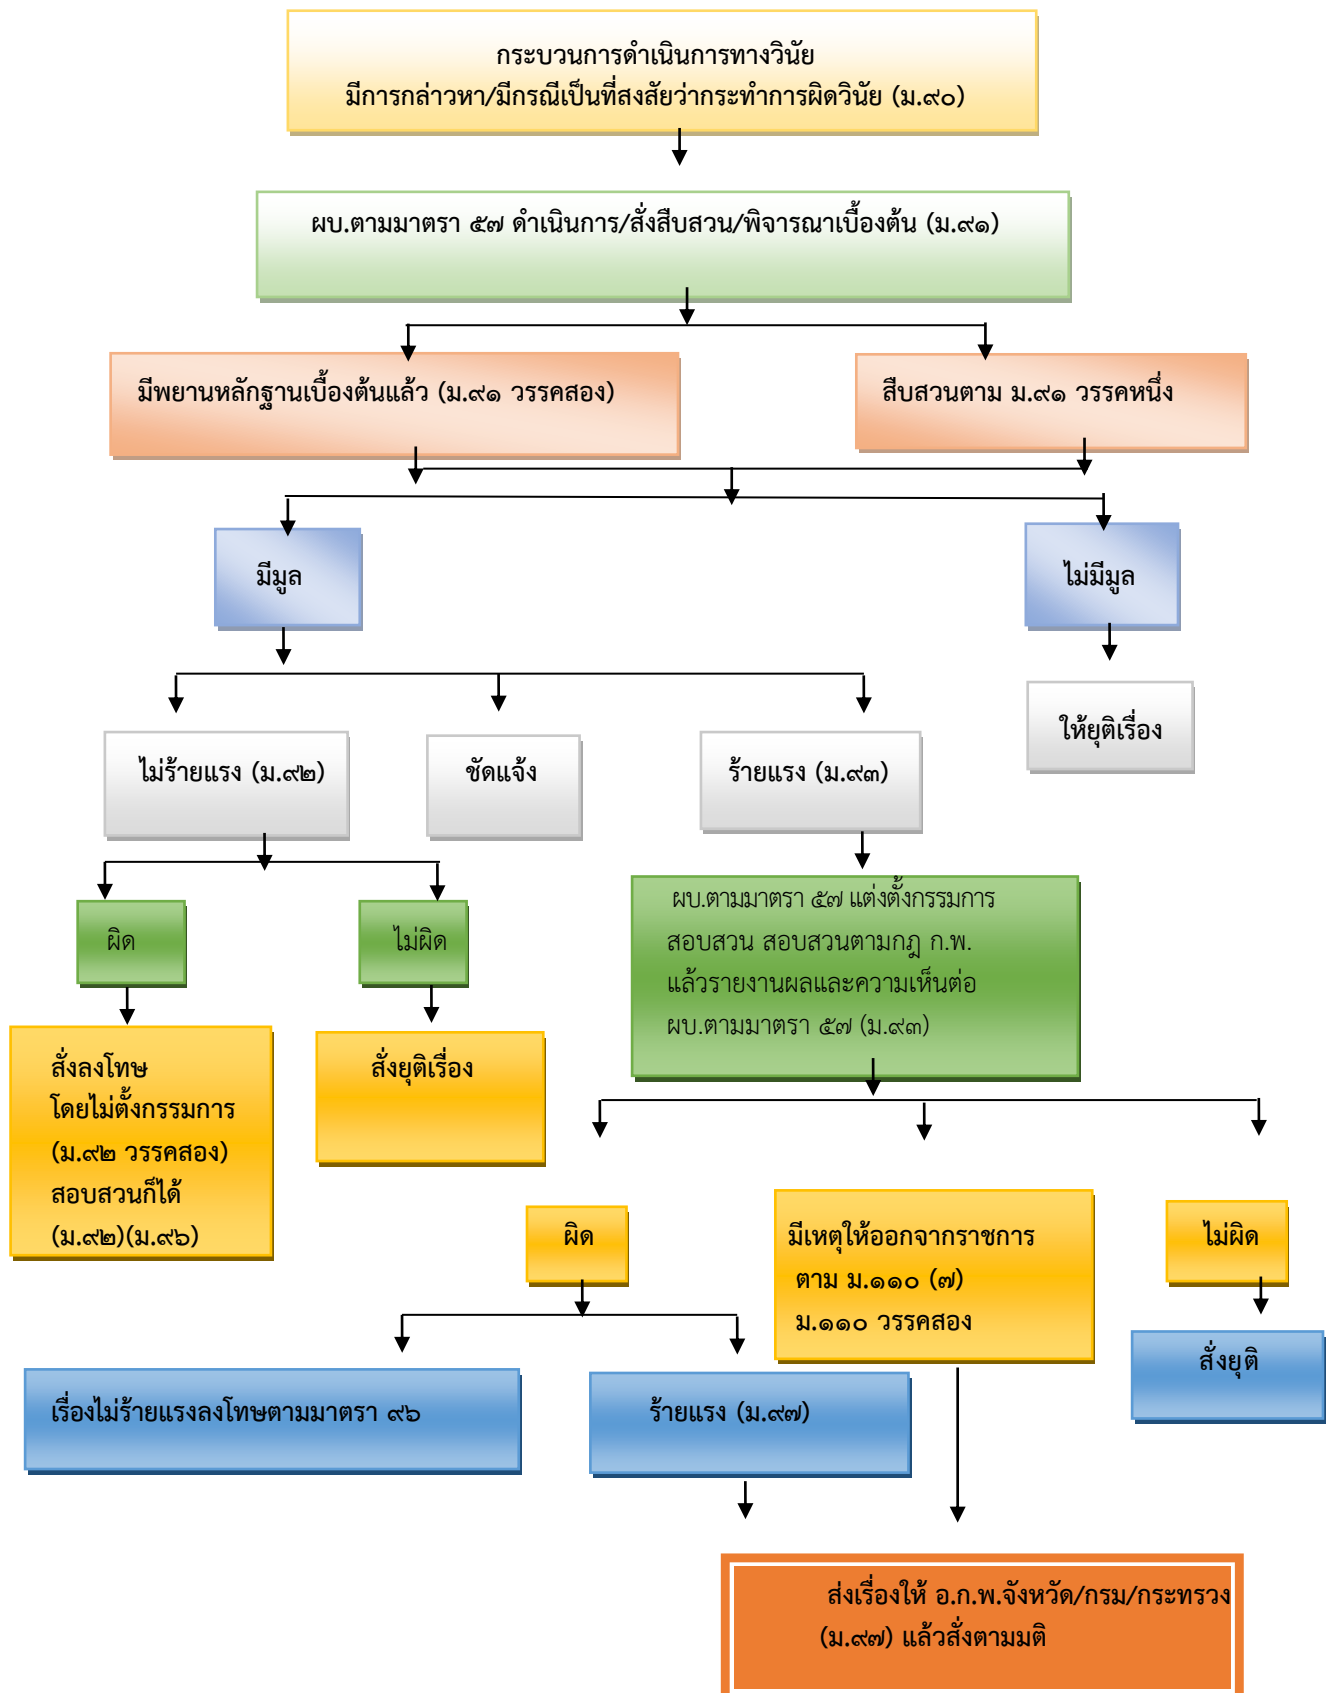 กระบวนการดำเนินการทางวินัย
มีการกล่าวหา/มีกรณีเป็นที่สงสัยว่ากระทำการผิดวินัย (ม.๙๐)
ผบ.ตามมาตรา ๕๗ ดำเนินการ/สั่งสืบสวน/พิจารณาเบื้องต้น (ม.๙๑)
มีพยานหลักฐานเบื้องต้นแล้ว (ม.๙๑ วรรคสอง)
สืบสวนตาม ม.๙๑ วรรคหนึ่ง
มีมูล
ไม่มีมูล
ให้ยุติเรื่อง
ไม่ร้ายแรง (ม.๙๒)
ชัดแจ้ง
ร้ายแรง (ม.๙๓)
ผิด
ไม่ผิด
ผบ.ตามมาตรา ๕๗ แต่งตั้งกรรมการ
สอบสวน สอบสวนตามกฎ ก.พ.
แล้วรายงานผลและความเห็นต่อ
ผบ.ตามมาตรา ๕๗ (ม.๙๓)
สั่งลงโทษ
โดยไม่ตั้งกรรมการ
(ม.๙๒ วรรคสอง)
สอบสวนก็ได้
(ม.๙๒)(ม.๙๖)
สั่งยุติเรื่อง
ผิด
มีเหตุให้ออกจากราชการ
ตาม ม.๑๑๐ (๗)
ม.๑๑๐ วรรคสอง
ไม่ผิด
เรื่องไม่ร้ายแรงลงโทษตามมาตรา ๙๖
ร้ายแรง (ม.๙๗)
สั่งยุติ
ส่งเรื่องให้ อ.ก.พ.จังหวัด/กรม/กระทรวง
(ม.๙๗) แล้วสั่งตามมติ